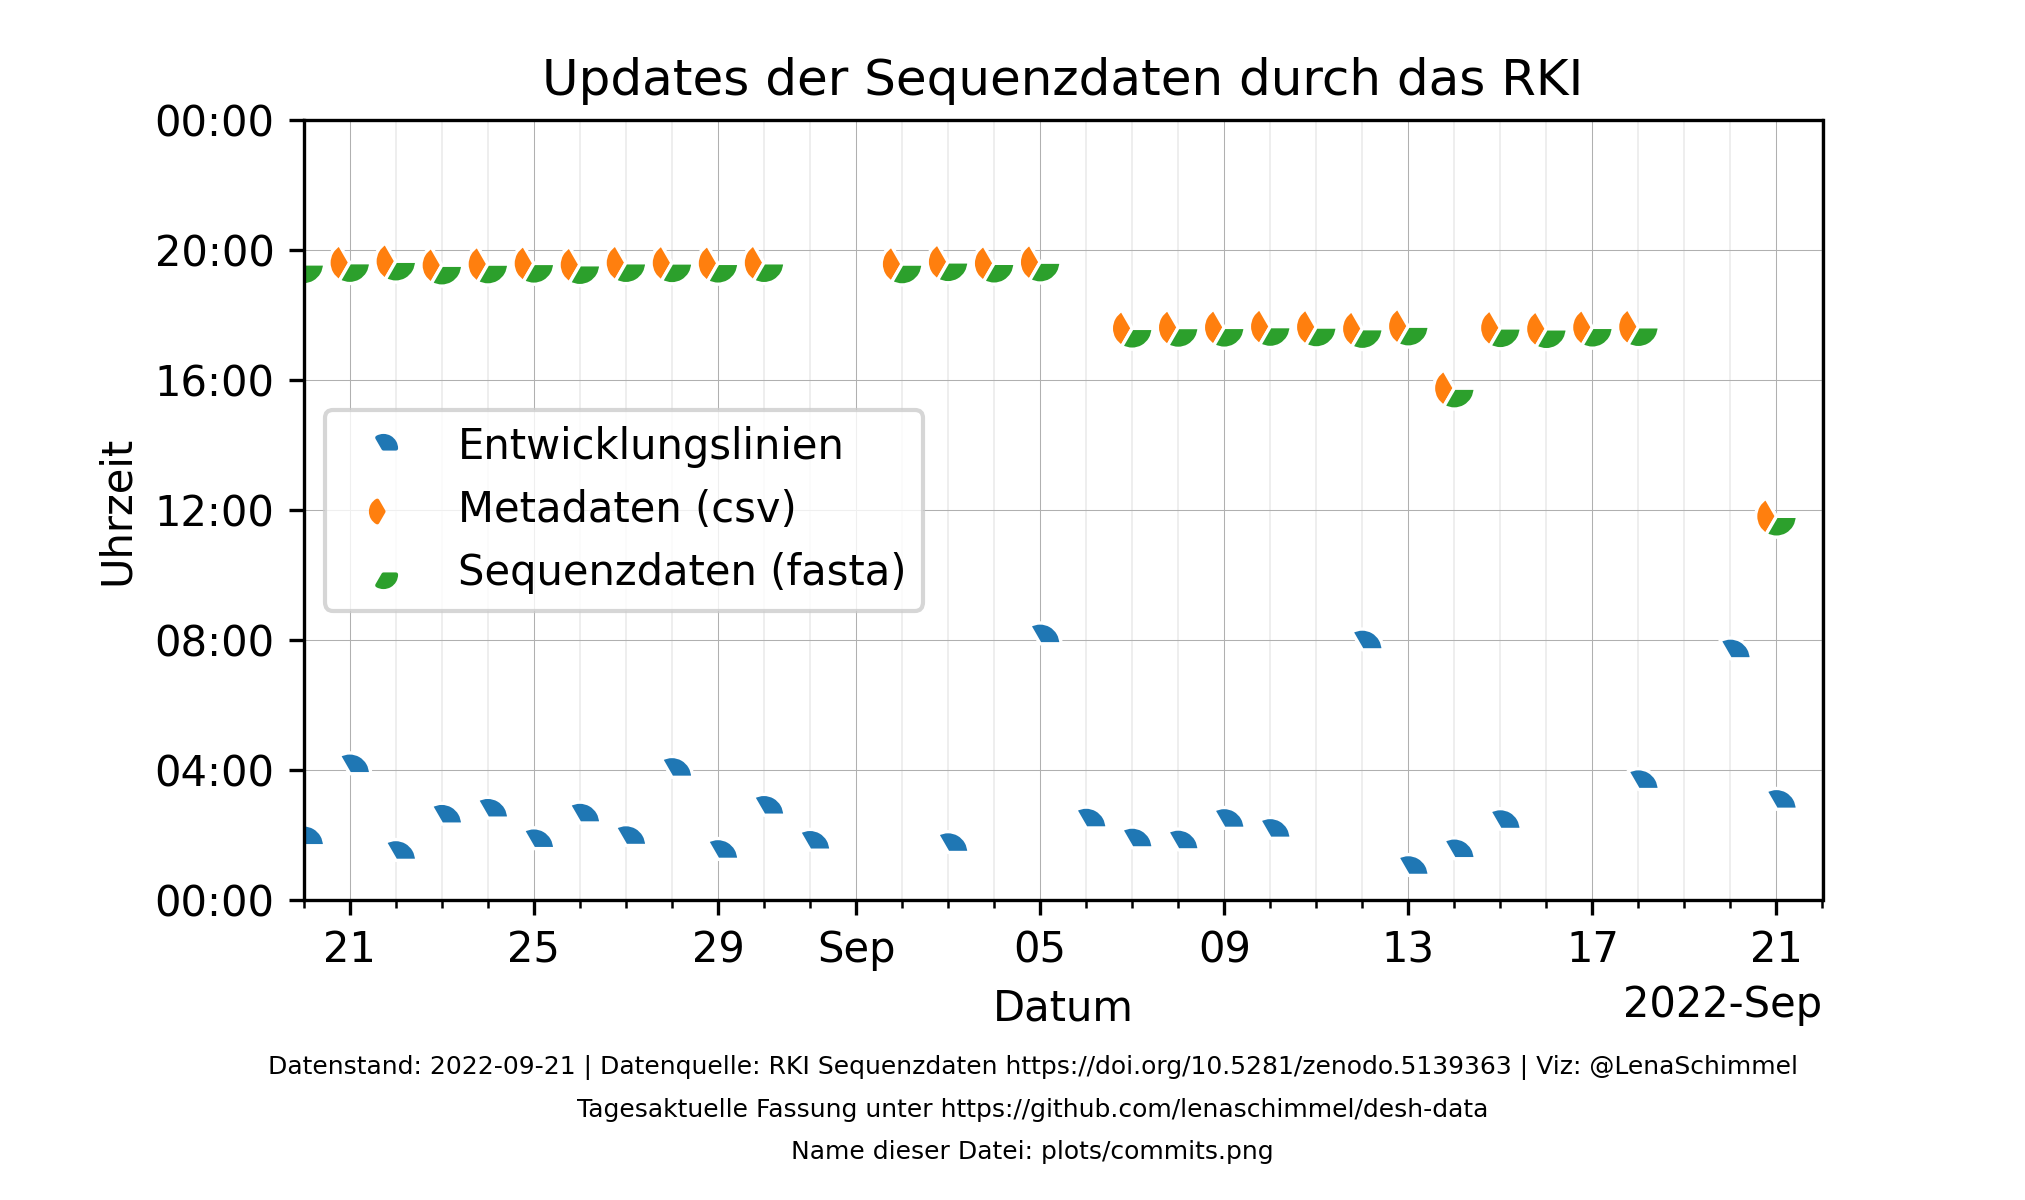 Updates der Sequenzdaten durch das RKI
00:00
20:00
16:00
12:00
08:00
04:00
00:00
Uhrzeit
Entwicklungslinien
Metadaten (csv)
Sequenzdaten (fasta)
21 25 29 Sep 05 09 13 17 21
Datum
2022-Sep
Datenstand: 2022-09-21 | Datenquelle: RKI Sequenzdaten https://doi.org/10.5281/zenodo.5139363 | Viz: @LenaSchimmel
Tagesaktuelle Fassung unter https://github.com/lenaschimmel/desh-data
Name dieser Datei: plots/commits.png